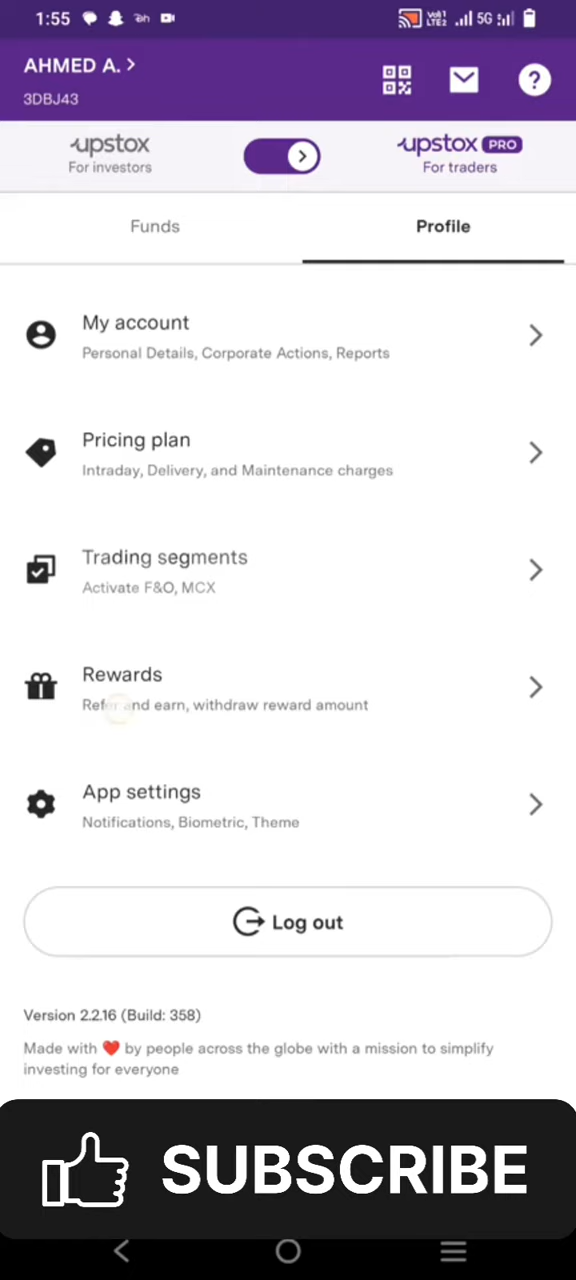 1:55
5G
AHMED A. >
3DBJ43
?
upstox
For investors
upstox PRO
For traders
Funds
Profile
My account
Personal Details, Corporate Actions, Reports
Pricing plan
Intraday, Delivery, and Maintenance charges
Trading segments
Activate F&O, MCX
Rewards
Refer and earn, withdraw reward amount
App settings
Notifications, Biometric, Theme
Log out
Version 2.2.16 (Build: 358)
Made with ❤️ by people across the globe with a mission to simplify
investing for everyone
SUBSCRIBE